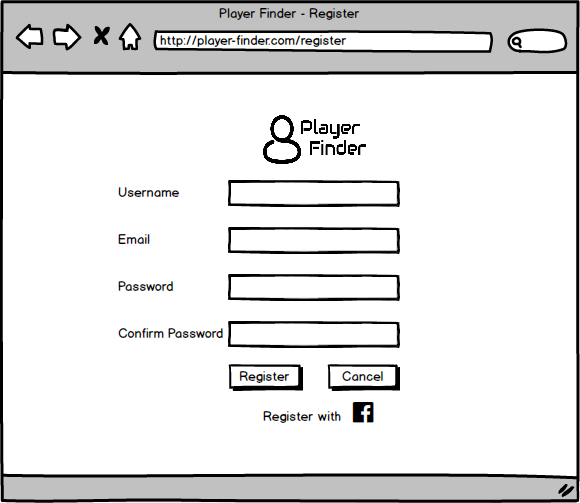 Player Finder - Register
http://player-finder.com/register
Player
Finder
Username
Email
Password
Confirm Password
Register Cancel
Register with